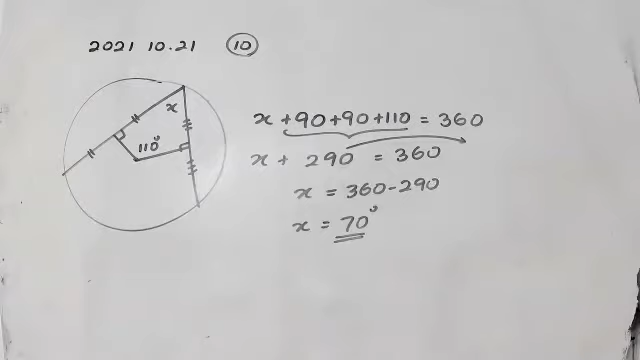 2021 10.21 10
x
110°
x + 90 + 90 + 110 = 360
x + 290 = 360
x = 360 - 290
x = 70°